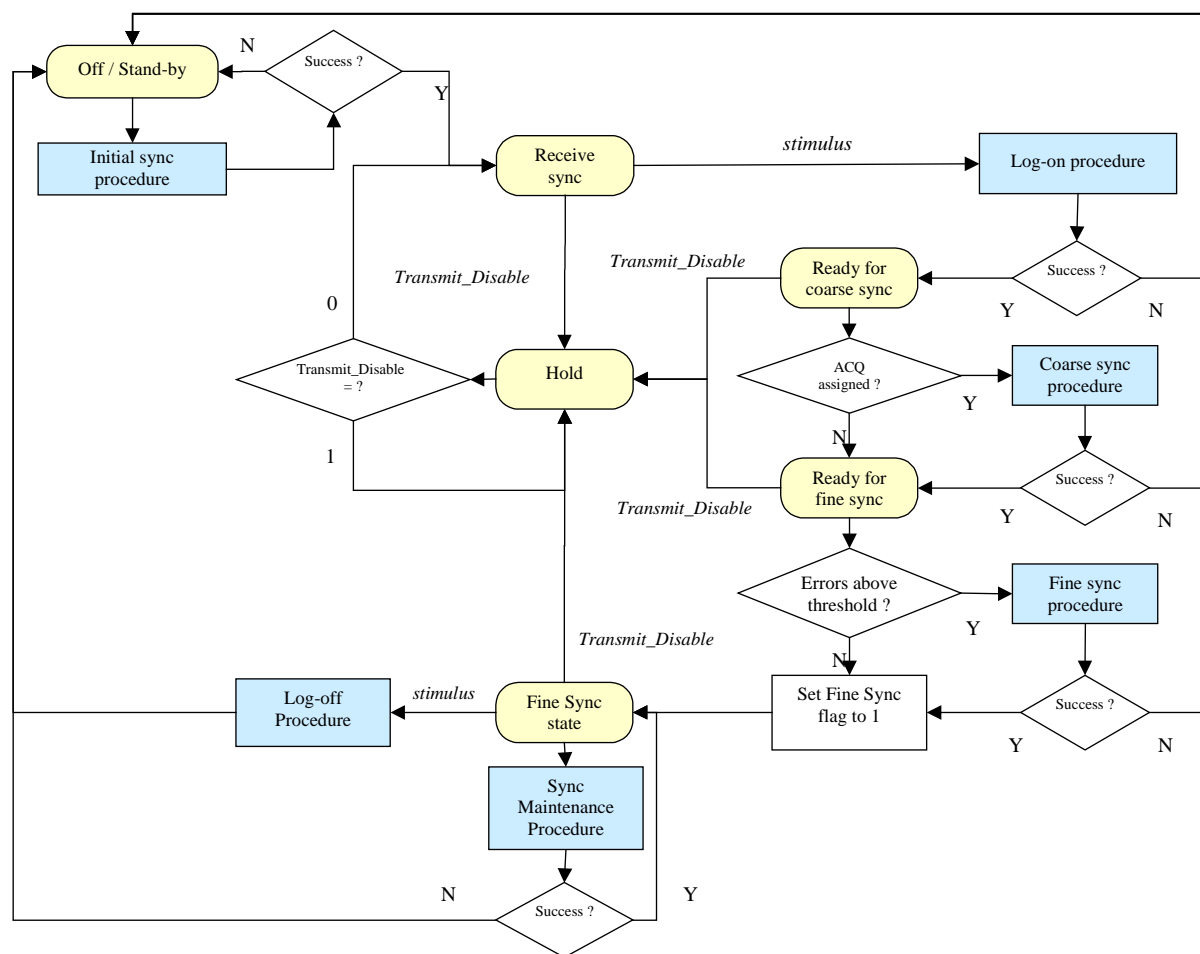 N
Success ?
Off / Stand-by
Y
Initial sync
procedure
Receive
sync
stimulus
Log-on procedure
Transmit_Disable
Transmit_Disable
Ready for
coarse sync
Success ?
Y
N
0
Transmit_Disable
= ?
Hold
ACQ
assigned ?
Y
Coarse sync
procedure
N
1
Ready for
fine sync
Success ?
Y
N
Transmit_Disable
Errors above
threshold ?
Y
Fine sync
procedure
Transmit_Disable
N
Log-off
Procedure
stimulus
Fine Sync
state
Set Fine Sync
flag to 1
Success ?
Y
N
Sync
Maintenance
Procedure
N
Success ?
Y